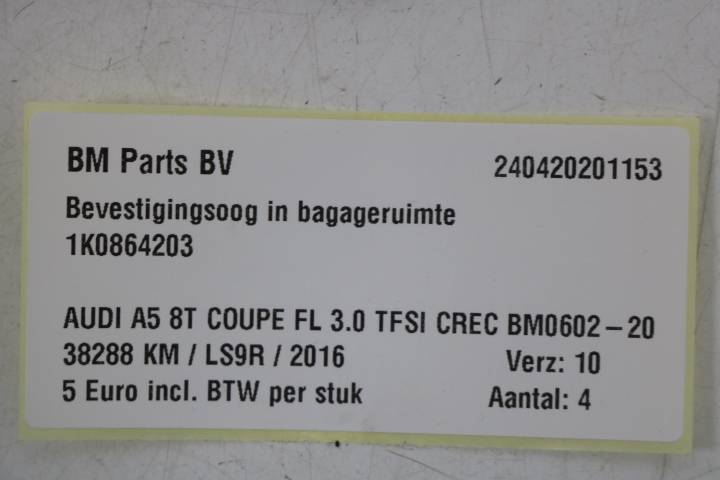 BM Parts BV 240420201153
Bevestigingsoog in bagageruimte
1K0864203
AUDI A5 8T COUPE FL 3.0 TFSI CREC BM0602-20
38288 KM / LS9R / 2016 Verz: 10
5 Euro incl. BTW per stuk Aantal: 4